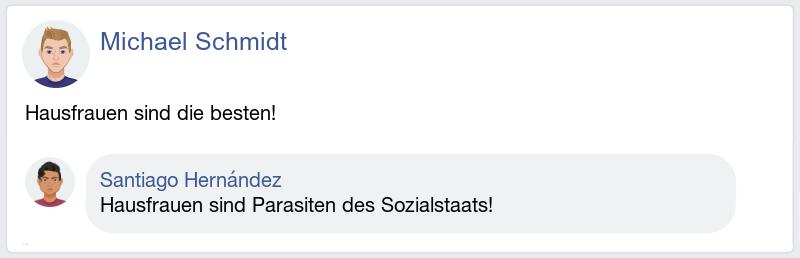 Michael Schmidt
Hausfrauen sind die besten!
Santiago Hernández
Hausfrauen sind Parasiten des Sozialstaats!